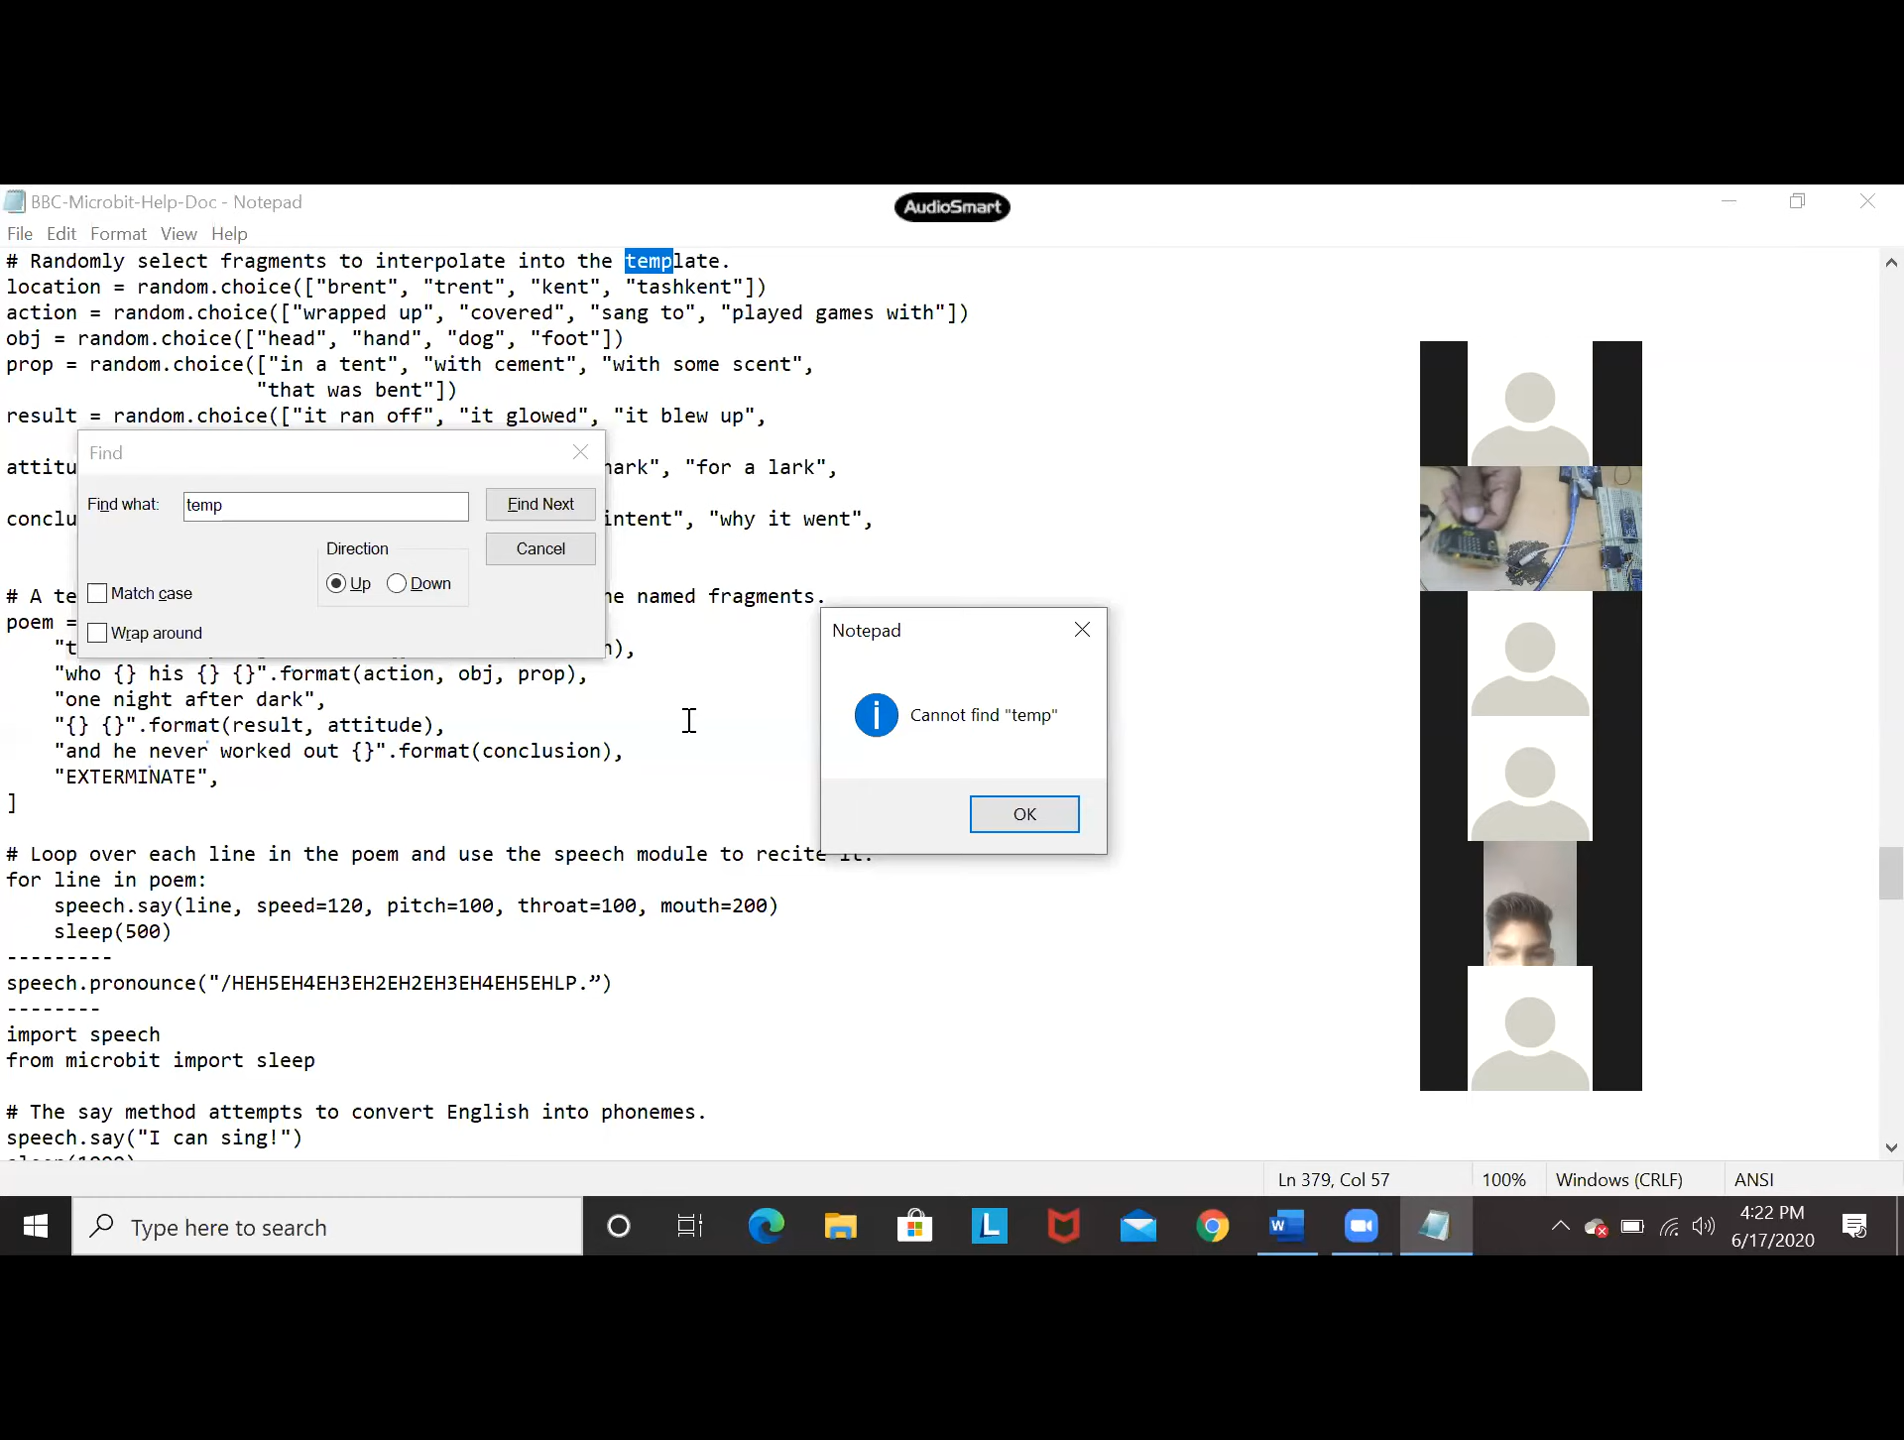 BBC-Microbit-Help-Doc - Notepad
AudioSmart
File Edit Format View Help
# Randomly select fragments to interpolate into the template.
location = random.choice(["brent", "trent", "kent", "tashkent"])
action = random.choice(["wrapped up", "covered", "sang to", "played games with"])
obj = random.choice(["head", "hand", "dog", "foot"])
prop = random.choice(["in a tent", "with cement", "with some scent",
"that was bent"])
result = random.choice(["it ran off", "it glowed", "it blew up",
attitu
ark", "for a lark",
conclu
intent", "why it went",
# A te
he named fragments.
poem =
"t
n),
"who {} his {} {}".format(action, obj, prop),
"one night after dark",
"{} {}".format(result, attitude),
"and he never worked out {}".format(conclusion),
"EXTERMINATE",
]
# Loop over each line in the poem and use the speech module to recite it.
for line in poem:
speech.say(line, speed=120, pitch=100, throat=100, mouth=200)
sleep(500)
---------
speech.pronounce("/HEH5EH4EH3EH2EH2EH3EH4EH5EHLP.”)
--------
import speech
from microbit import sleep
# The say method attempts to convert English into phonemes.
speech.say("I can sing!")
Find
Find what:
temp
Find Next
Direction
Cancel
Up
Down
Match case
Wrap around
Notepad
Cannot find "temp"
OK
Ln 379, Col 57
100%
Windows (CRLF)
ANSI
Type here to search
L
W
4:22 PM
6/17/2020